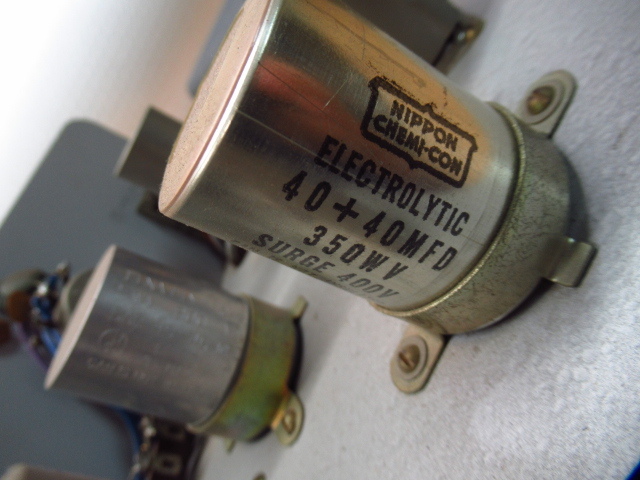 NIPPON
CHEMI-CON
ELECTROLYTIC
40+40MFD
350WV
SURGE 400V